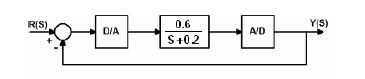 R(S)
+
-
D/A
0.6
S+0.2
A/D
Y(S)